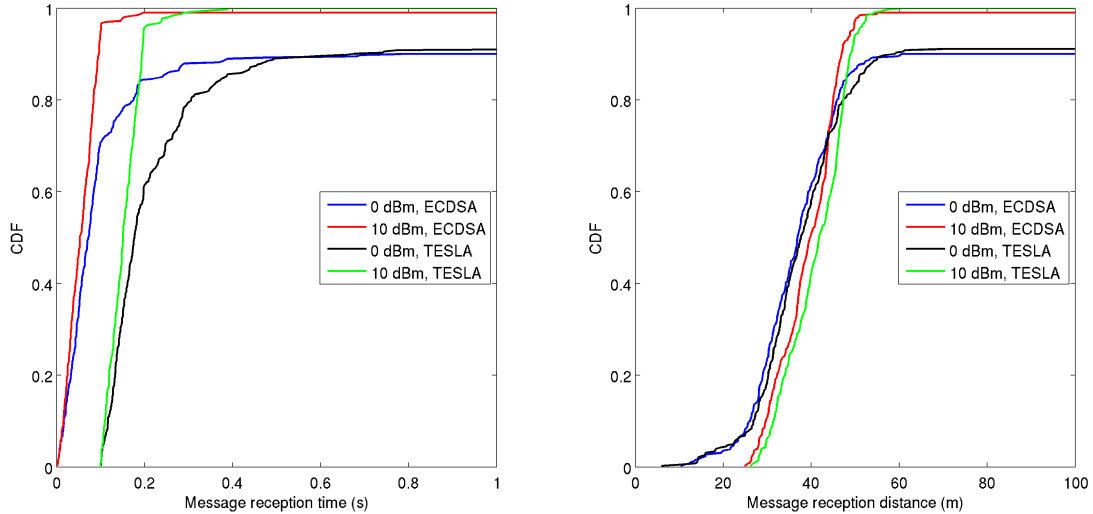 1
0.8
0.6
0.4
0.2
0
CDF
0 dBm, ECDSA
10 dBm, ECDSA
0 dBm, TESLA
10 dBm, TESLA
0 0.2 0.4 0.6 0.8 1
Message reception time (s)
1
0.8
0.6
0.4
0.2
0
CDF
0 dBm, ECDSA
10 dBm, ECDSA
0 dBm, TESLA
10 dBm, TESLA
0 20 40 60 80 100
Message reception distance (m)